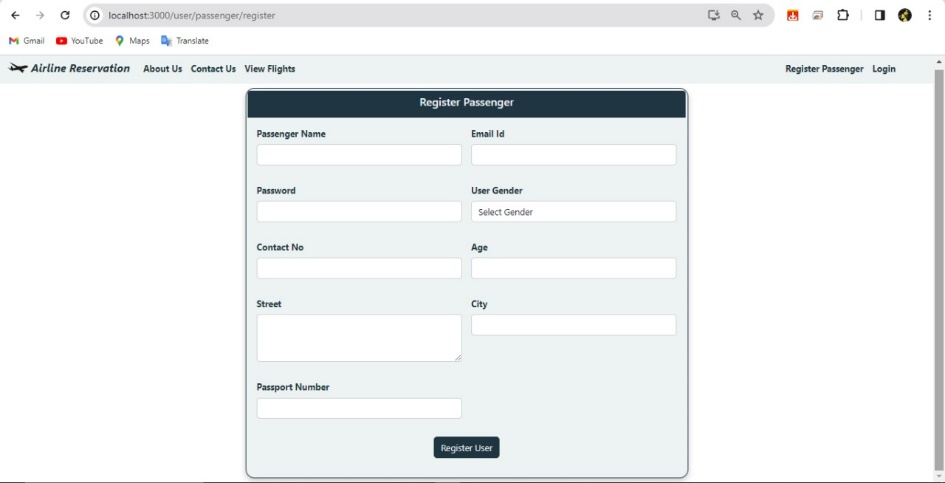 localhost:3000/user/passenger/register
Gmail YouTube Maps Translate
Airline Reservation About Us Contact Us View Flights Register Passenger Login
Register Passenger
Passenger Name Email Id
Password User Gender
Select Gender
Contact No Age
Street City
Passport Number
Register User